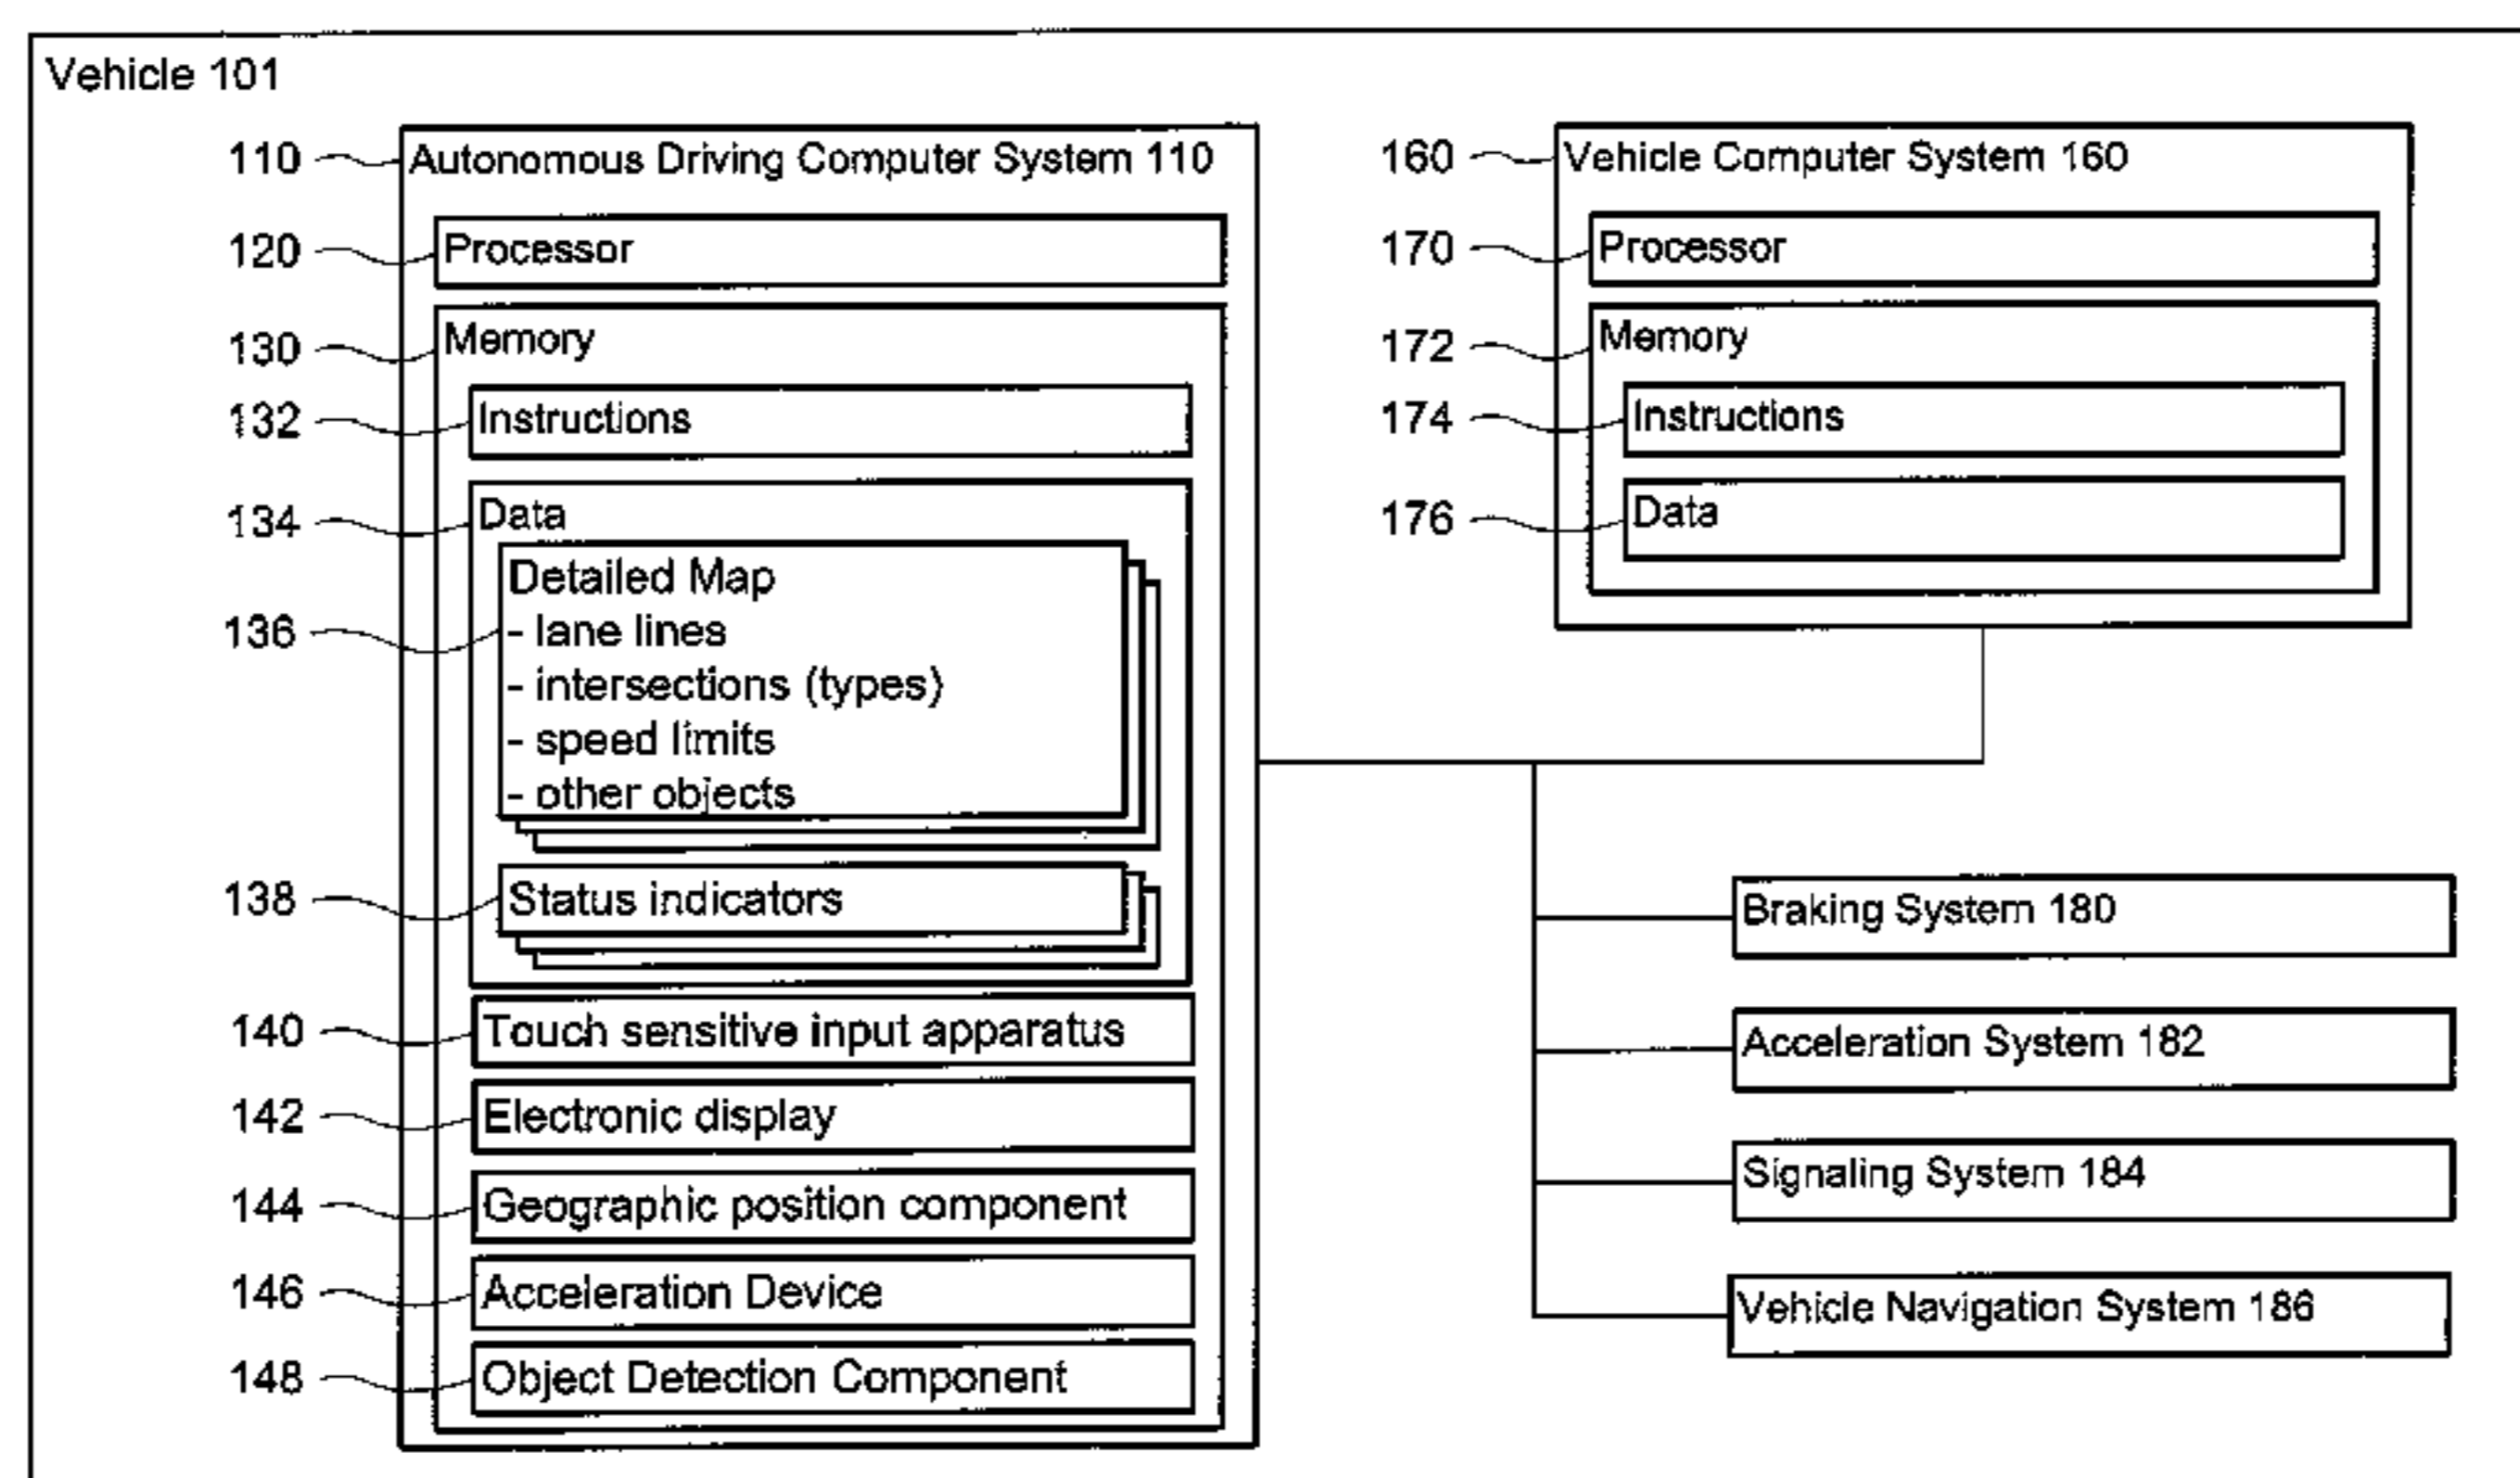 Vehicle 101
110 Autonomous Driving Computer System 110
120 Processor
130 Memory
132 Instructions
134 Data
Detailed Map
136 - lane lines
- intersections (types)
- speed limits
- other objects
138 Status indicators
140 Touch sensitive input apparatus
142 Electronic display
144 Geographic position component
146 Acceleration Device
148 Object Detection Component
160 Vehicle Computer System 160
170 Processor
172 Memory
174 Instructions
176 Data
Braking System 180
Acceleration System 182
Signaling System 184
Vehicle Navigation System 186